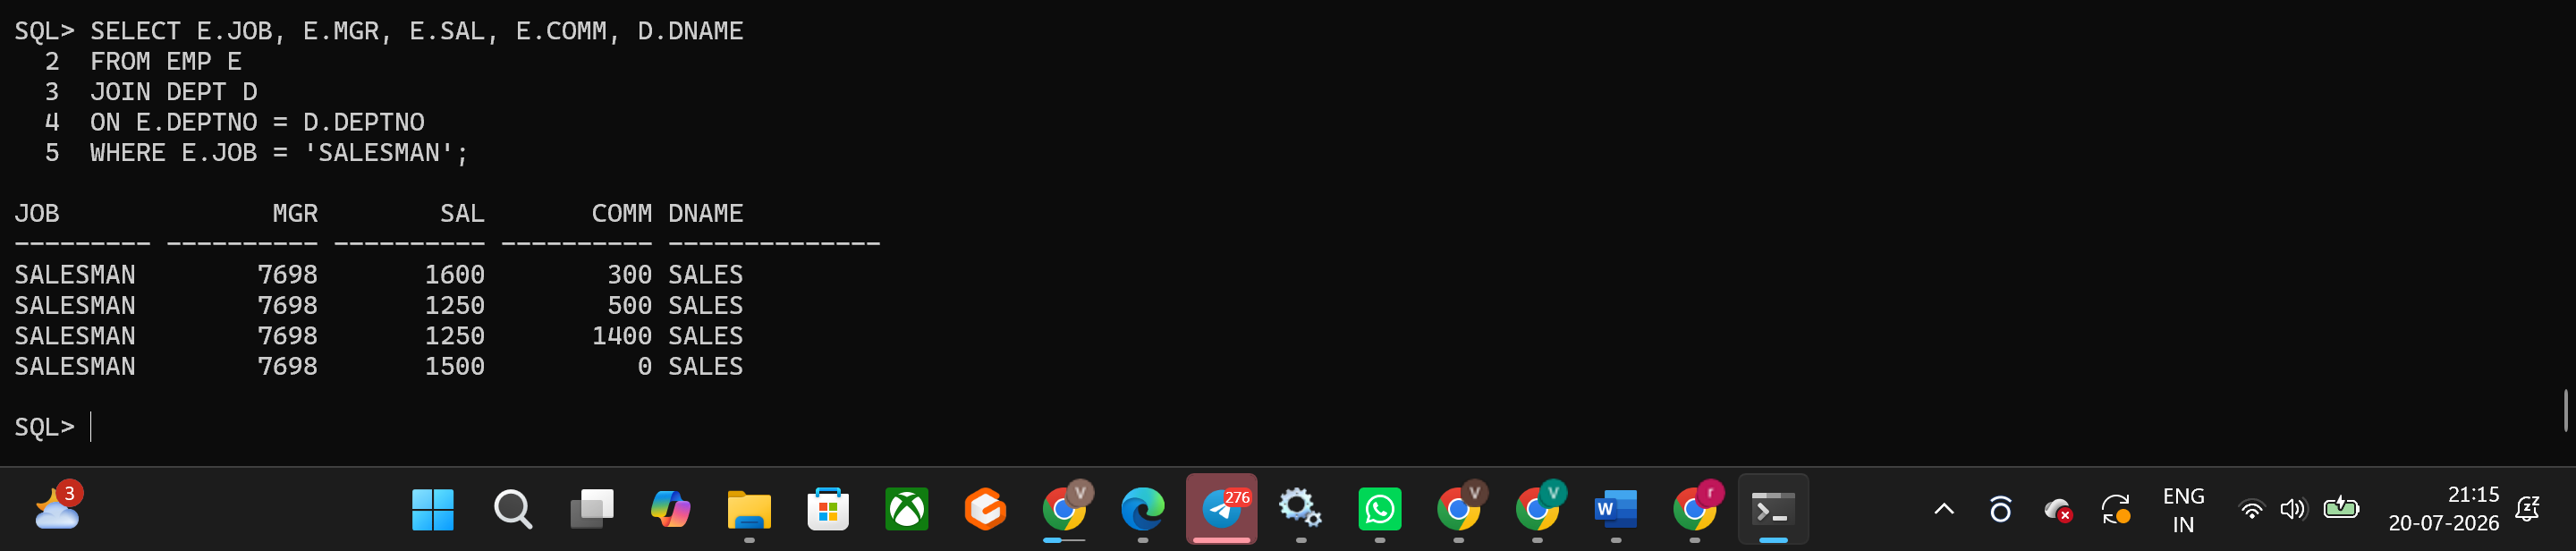 SQL> SELECT E.JOB, E.MGR, E.SAL, E.COMM, D.DNAME
  2  FROM EMP E
  3  JOIN DEPT D
  4  ON E.DEPTNO = D.DEPTNO
  5  WHERE E.JOB = 'SALESMAN';
JOB              MGR        SAL       COMM DNAME
--------- ---------- ---------- ---------- --------------
SALESMAN        7698       1600        300 SALES
SALESMAN        7698       1250        500 SALES
SALESMAN        7698       1250       1400 SALES
SALESMAN        7698       1500          0 SALES
SQL>
3
V
276
V
V
W
r
ENG
IN
21:15
20-07-2026